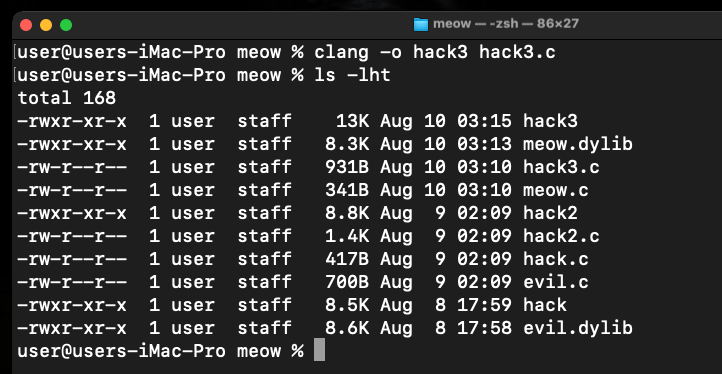 meow — -zsh — 86×27
[user@users-iMac-Pro meow % clang -o hack3 hack3.c
[user@users-iMac-Pro meow % ls -lht
total 168
-rwxr-xr-x  1 user  staff    13K Aug 10 03:15 hack3
-rwxr-xr-x  1 user  staff   8.3K Aug 10 03:13 meow.dylib
-rw-r--r--  1 user  staff   931B Aug 10 03:10 hack3.c
-rw-r--r--  1 user  staff   341B Aug 10 03:10 meow.c
-rwxr-xr-x  1 user  staff   8.8K Aug  9 02:09 hack2
-rw-r--r--  1 user  staff   1.4K Aug  9 02:09 hack2.c
-rw-r--r--  1 user  staff   417B Aug  9 02:09 hack.c
-rw-r--r--  1 user  staff   700B Aug  9 02:09 evil.c
-rwxr-xr-x  1 user  staff   8.5K Aug  8 17:59 hack
-rwxr-xr-x  1 user  staff   8.6K Aug  8 17:58 evil.dylib
user@users-iMac-Pro meow %